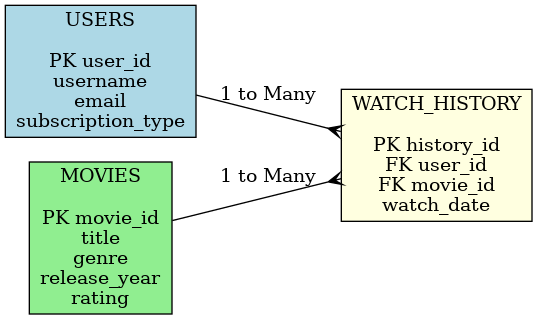 USERS
PK user_id
username
email
subscription_type
1 to Many
WATCH_HISTORY
PK history_id
FK user_id
FK movie_id
watch_date
MOVIES
PK movie_id
title
genre
release_year
rating
1 to Many